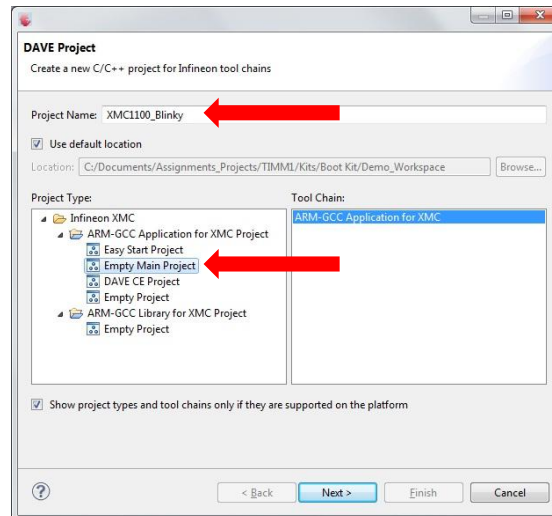 DAVE Project
Create a new C/C++ project for Infineon tool chains
Project Name: XMC1100_Blinky
Use default location
Location: C:/Documents/Assignments_Projects/TIMM1/Kits/Boot Kit/Demo_Workspace Browse...
Project Type: Tool Chain:
Infineon XMC ARM-GCC Application for XMC
ARM-GCC Application for XMC Project
Easy Start Project
Empty Main Project
DAVE CE Project
Empty Project
ARM-GCC Library for XMC Project
Empty Project
Show project types and tool chains only if they are supported on the platform
? < Back Next > Finish Cancel